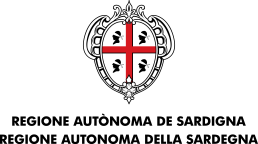 REGIONE AUTÒNOMA DE SARDIGNA
REGIONE AUTONOMA DELLA SARDEGNA